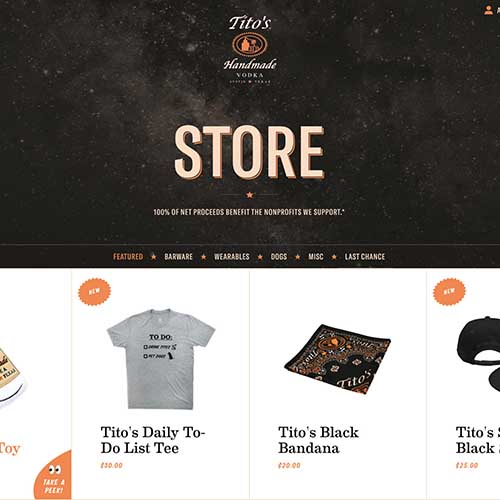 Tito's
Handmade
VODKA
AUSTIN ★ TEXAS
A
STORE
100% OF NET PROCEEDS BENEFIT THE NONPROFITS WE SUPPORT.*
FEATURED ★ BARWARE ★ WEARABLES ★ DOGS ★ MISC ★ LAST CHANCE
NEW
NEW
TO DO:
DRINK TITO'S
PET DOGS
Tito's
Handmade
Toy
Tito's Daily To-
Do List Tee
$30.00
Tito's Black
Bandana
$20.00
Tito's S
Black
$25.00
TAKE A
PEEK!